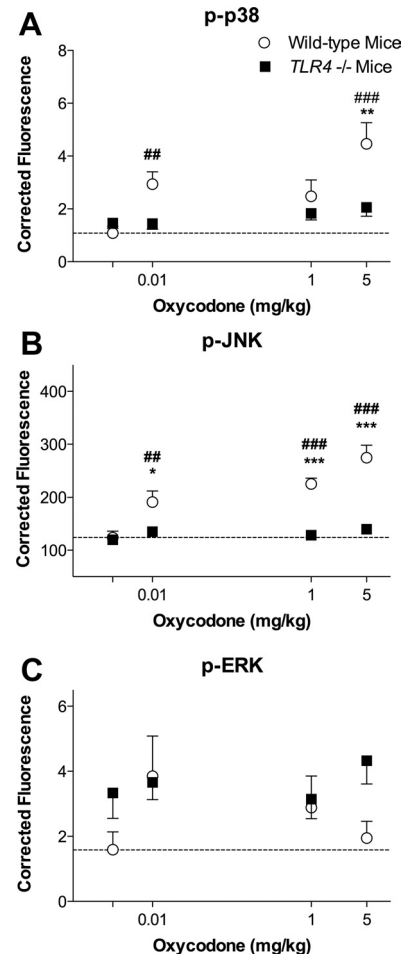 A
p-p38
Wild-type Mice
TLR4 -/- Mice
Corrected Fluorescence
8
6
4
2
0
##
###
**
0.01
1
5
Oxycodone (mg/kg)
B
p-JNK
Corrected Fluorescence
400
300
200
100
##
*
###
***
###
***
0.01
1
5
Oxycodone (mg/kg)
C
p-ERK
Corrected Fluorescence
6
4
2
0
0.01
1
5
Oxycodone (mg/kg)